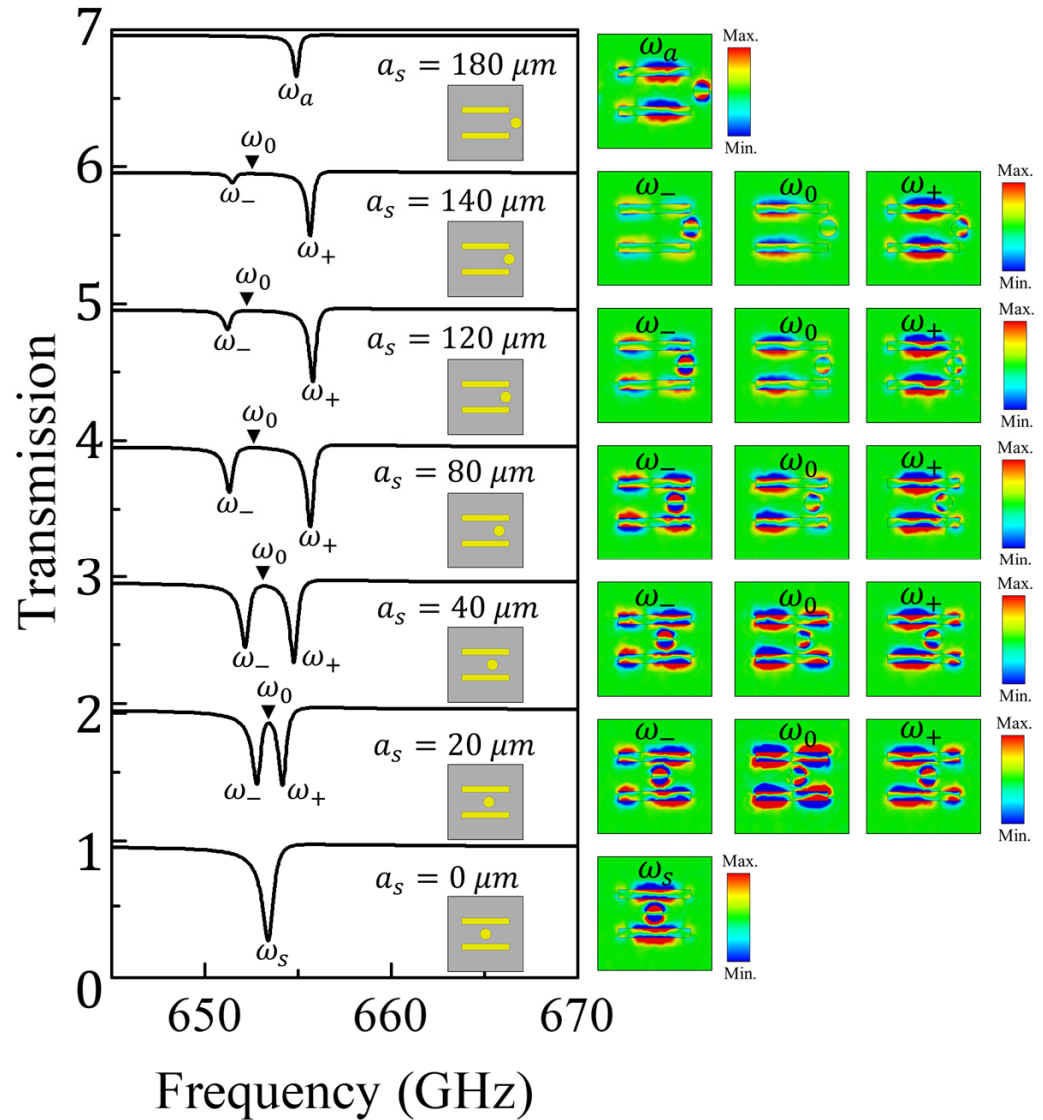 7
a_s = 180 μm
ω_a
ω_a
Max.
Min.
6
ω_0
ω_−
ω_+
a_s = 140 μm
ω_−
ω_0
ω_+
Max.
Min.
5
ω_0
ω_−
ω_+
a_s = 120 μm
ω_−
ω_0
ω_+
Max.
Min.
4
ω_0
ω_−
ω_+
a_s = 80 μm
ω_−
ω_0
ω_+
Max.
Min.
3
ω_0
ω_−
ω_+
a_s = 40 μm
ω_−
ω_0
ω_+
Max.
Min.
2
ω_0
ω_−
ω_+
a_s = 20 μm
ω_−
ω_0
ω_+
Max.
Min.
1
a_s = 0 μm
ω_s
ω_s
Max.
Min.
0
Transmission
650
660
670
Frequency (GHz)